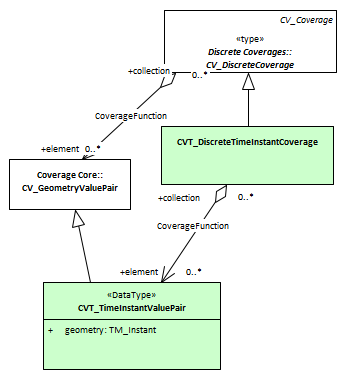 CV_Coverage
«type»
Discrete Coverages::
CV_DiscreteCoverage
+collection 0..*
CoverageFunction
+element 0..*
CVT_DiscreteTimeInstantCoverage
Coverage Core::
CV_GeometryValuePair
+collection 0..*
CoverageFunction
+element 0..*
«DataType»
CVT_TimeInstantValuePair
+ geometry: TM_Instant